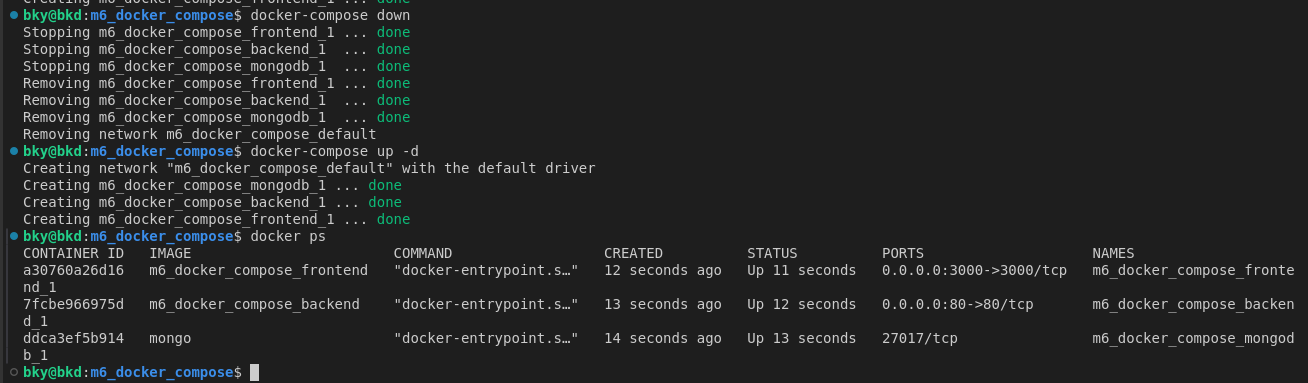 Creating m6_docker_compose_frontend_1 ... done
bky@bkd:m6_docker_compose$ docker-compose down
Stopping m6_docker_compose_frontend_1 ... done
Stopping m6_docker_compose_backend_1  ... done
Stopping m6_docker_compose_mongodb_1  ... done
Removing m6_docker_compose_frontend_1 ... done
Removing m6_docker_compose_backend_1  ... done
Removing m6_docker_compose_mongodb_1  ... done
Removing network m6_docker_compose_default
bky@bkd:m6_docker_compose$ docker-compose up -d
Creating network "m6_docker_compose_default" with the default driver
Creating m6_docker_compose_mongodb_1 ... done
Creating m6_docker_compose_backend_1 ... done
Creating m6_docker_compose_frontend_1 ... done
bky@bkd:m6_docker_compose$ docker ps
CONTAINER ID   IMAGE                        COMMAND                  CREATED          STATUS          PORTS                    NAMES
a30760a26d16   m6_docker_compose_frontend   "docker-entrypoint.s…"   12 seconds ago   Up 11 seconds   0.0.0.0:3000->3000/tcp   m6_docker_compose_fronte
nd_1
7fcbe966975d   m6_docker_compose_backend    "docker-entrypoint.s…"   13 seconds ago   Up 12 seconds   0.0.0.0:80->80/tcp       m6_docker_compose_backen
d_1
ddca3ef5b914   mongo                        "docker-entrypoint.s…"   14 seconds ago   Up 13 seconds   27017/tcp                m6_docker_compose_mongod
b_1
bky@bkd:m6_docker_compose$